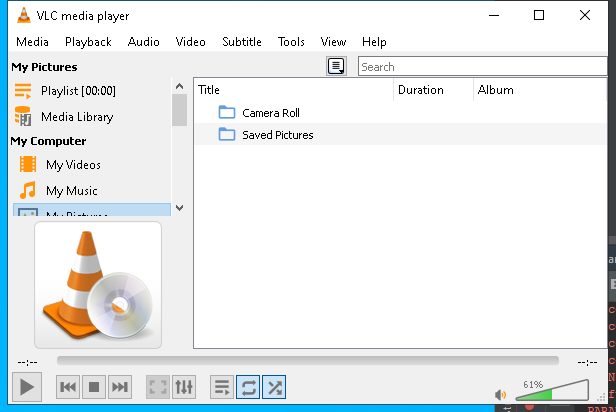 VLC media player
Media Playback Audio Video Subtitle Tools View Help
My Pictures
Search
Playlist [00:00]
Media Library
My Computer
My Videos
My Music
My Pictures
Title Duration Album
Camera Roll
Saved Pictures
--:-- --:--
61%